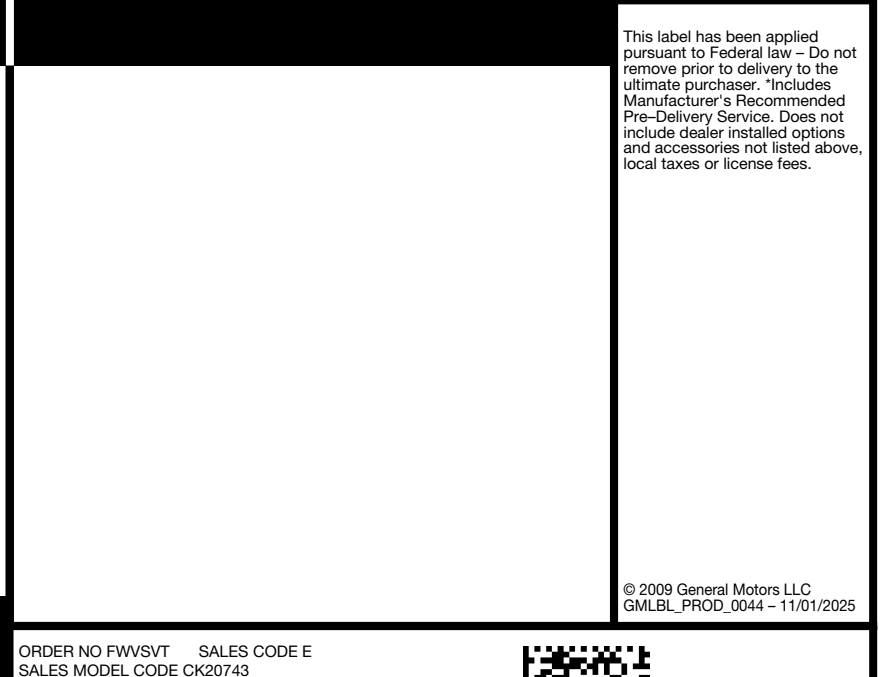 This label has been applied
pursuant to Federal law – Do not
remove prior to delivery to the
ultimate purchaser. *Includes
Manufacturer's Recommended
Pre–Delivery Service. Does not
include dealer installed options
and accessories not listed above,
local taxes or license fees.
© 2009 General Motors LLC
GMLBL_PROD_0044 – 11/01/2025
ORDER NO FWVSVT SALES CODE E
SALES MODEL CODE CK20743